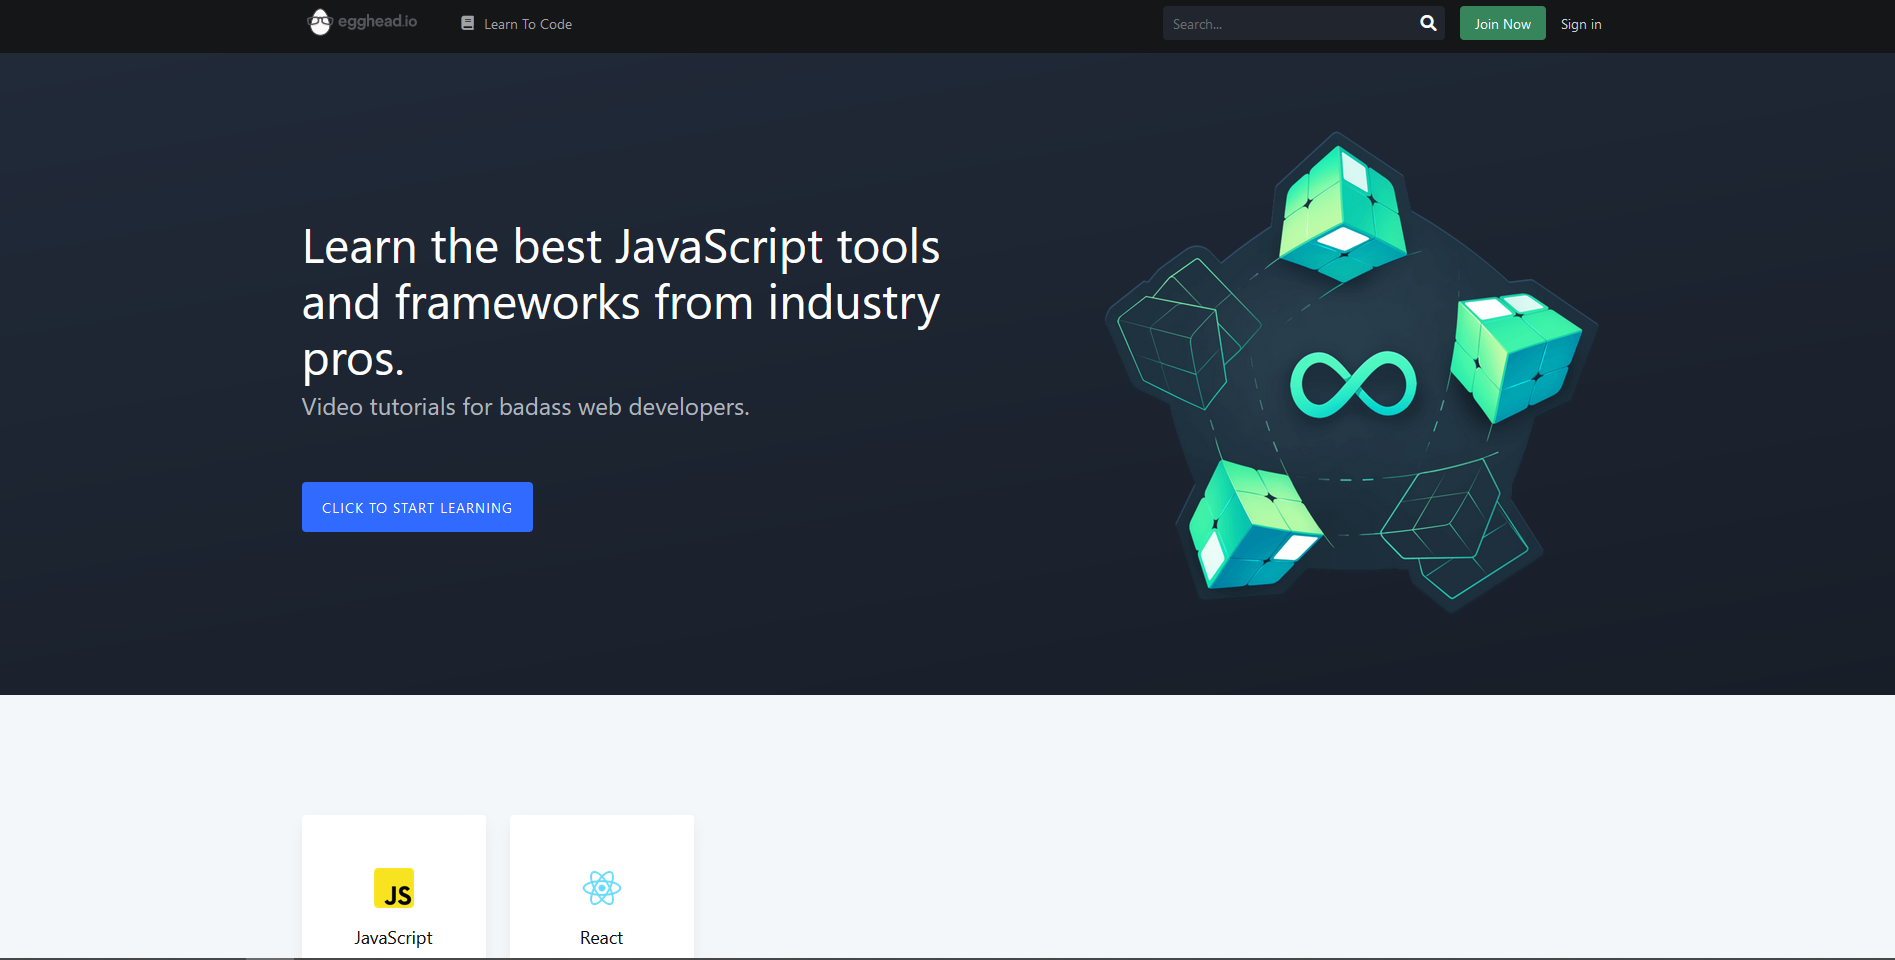 egghead.io
Learn To Code
Search...
Join Now
Sign in
Learn the best JavaScript tools
and frameworks from industry
pros.
Video tutorials for badass web developers.
CLICK TO START LEARNING
JS
JavaScript
React